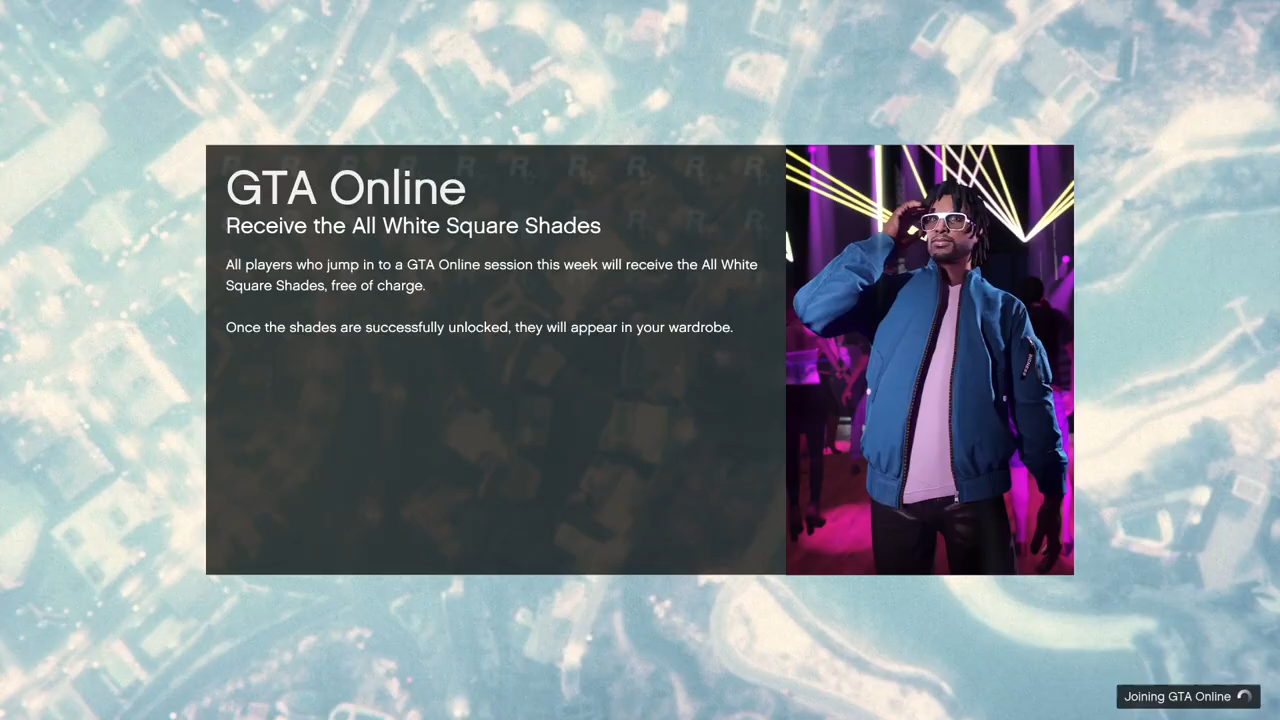 GTA Online
Receive the All White Square Shades
All players who jump in to a GTA Online session this week will receive the All White
Square Shades, free of charge.
Once the shades are successfully unlocked, they will appear in your wardrobe.
Joining GTA Online